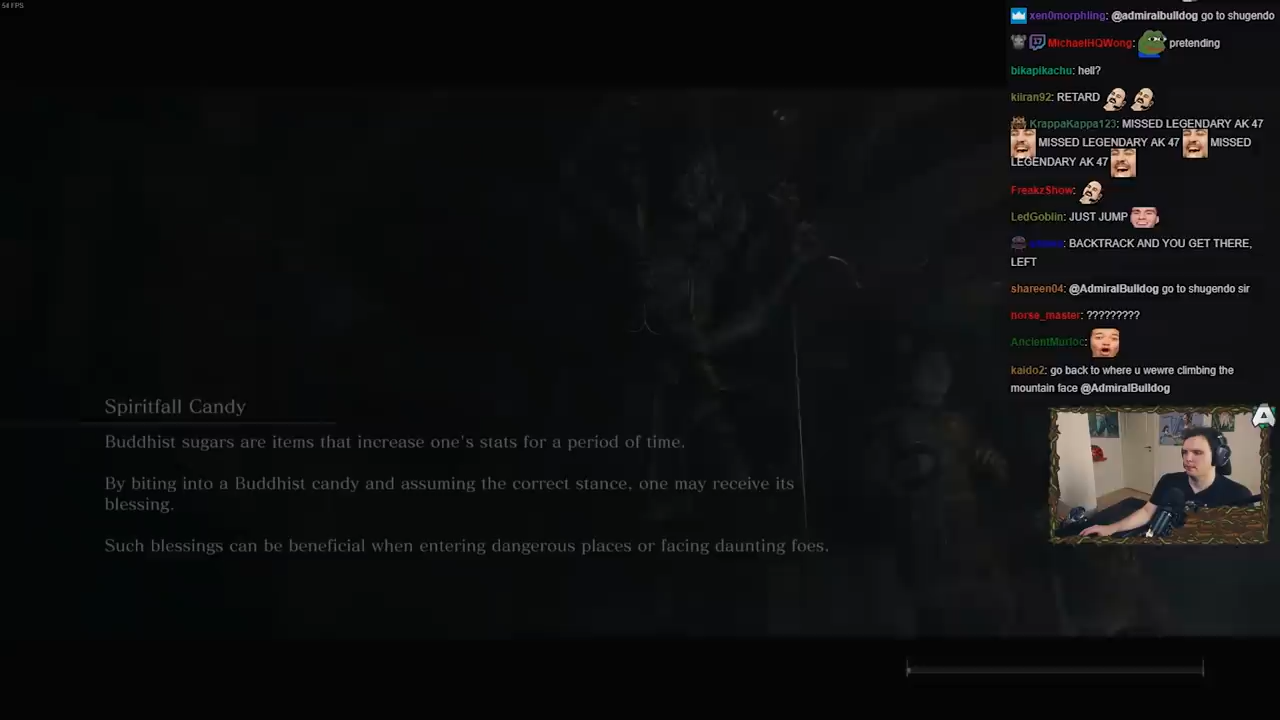 54 FPS
xen0morphling: @admiralbulldog go to shugendo
MichaelHQWong: pretending
bikapikachu: hell?
kiiran92: RETARD
KrappaKappa123: MISSED LEGENDARY AK 47
MISSED LEGENDARY AK 47 MISSED
LEGENDARY AK 47
FreakzShow:
LedGoblin: JUST JUMP
BACKTRACK AND YOU GET THERE,
LEFT
shareen04: @AdmiralBulldog go to shugendo sir
norse_master: ?????????
AncientMurloc:
kaido2: go back to where u wewre climbing the
mountain face @AdmiralBulldog
Spiritfall Candy
Buddhist sugars are items that increase one's stats for a period of time.
By biting into a Buddhist candy and assuming the correct stance, one may receive its
blessing.
Such blessings can be beneficial when entering dangerous places or facing daunting foes.